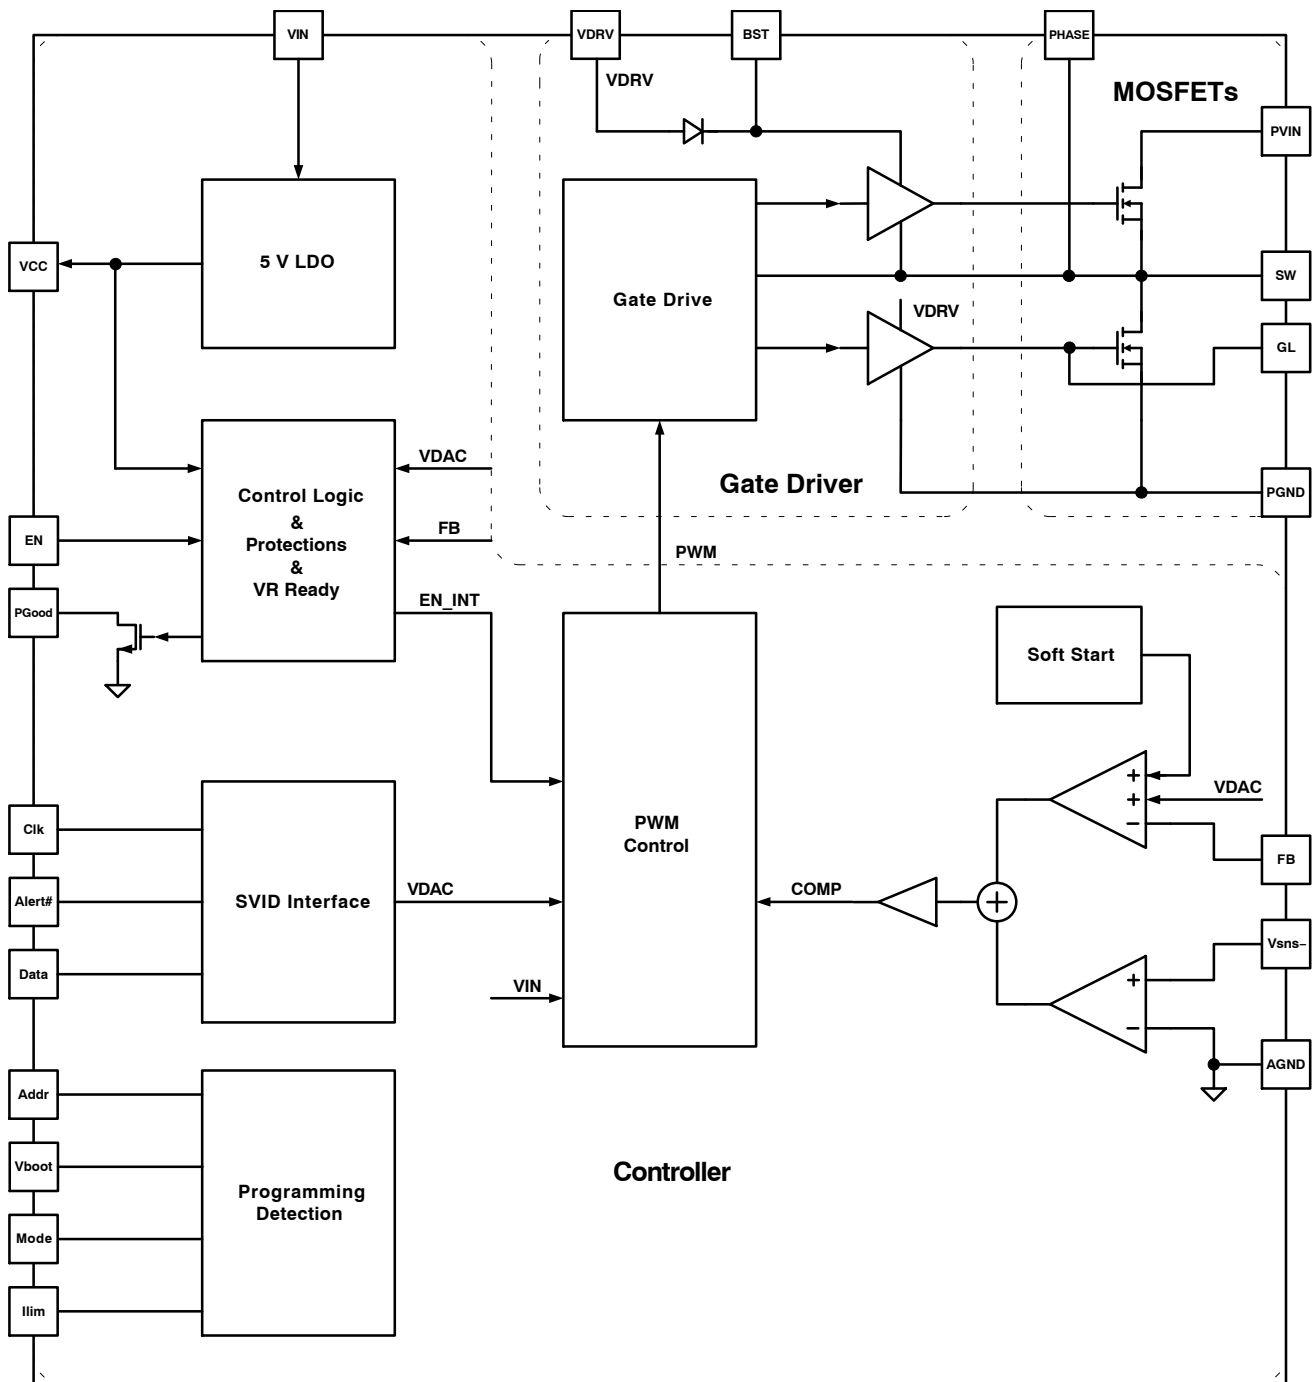 VIN
VDRV
BST
PHASE
VDRV
MOSFETs
PVIN
5 V LDO
VCC
SW
Gate Drive
VDRV
GL
VDAC
Control Logic
&
Protections
&
VR Ready
Gate Driver
PGND
EN
FB
PWM
PGood
EN_INT
Soft Start
Clk
PWM
Control
+
+
–
VDAC
FB
Alert#
SVID Interface
VDAC
COMP
+
Vsns–
Data
VIN
+
–
AGND
Addr
Vboot
Programming
Detection
Controller
Mode
Ilim